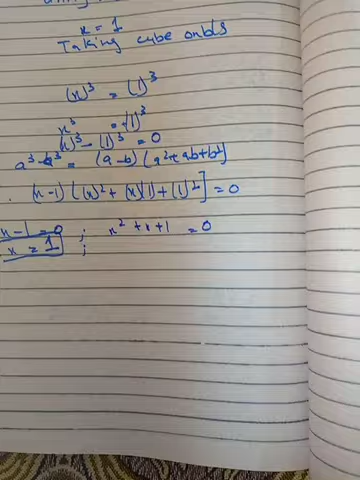 x = 1
Taking cube on b/s
(x)³ = (1)³
x³ = (1)³
(x)³ - (1)³ = 0
a³ - b³ = (a-b) (a² + ab + b²)
(x-1) ((x)² + (x)(1) + (1)²] = 0
x-1 = 0 ; x² + x + 1 = 0
x = 1 ;